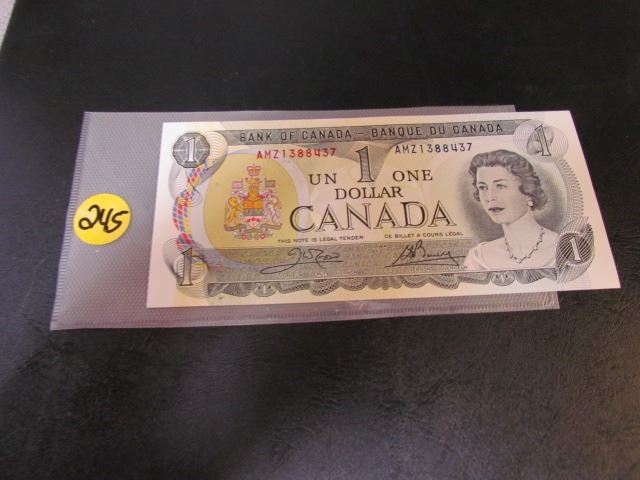 245
BANK OF CANADA – BANQUE DU CANADA
1 1
AMZ1388437 AMZ1388437
UN 1 ONE
DOLLAR
CANADA
THIS NOTE IS LEGAL TENDER CE BILLET A COURS LÉGAL
1 1